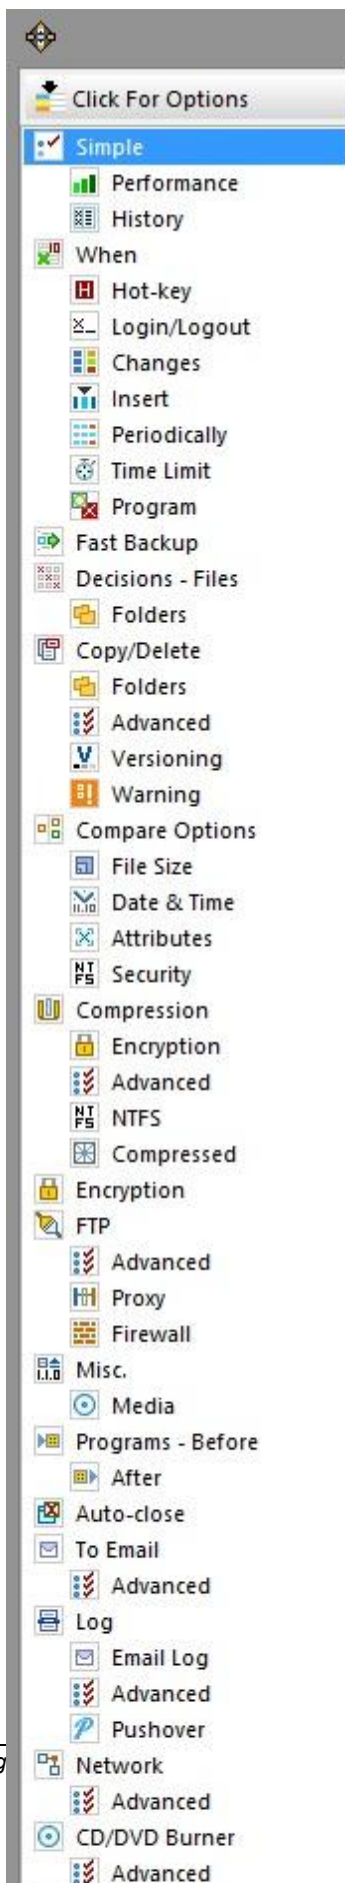 Click For Options
Simple
Performance
History
When
Hot-key
Login/Logout
Changes
Insert
Periodically
Time Limit
Program
Fast Backup
Decisions - Files
Folders
Copy/Delete
Folders
Advanced
Versioning
Warning
Compare Options
File Size
Date & Time
Attributes
Security
Compression
Encryption
Advanced
NTFS
Compressed
Encryption
FTP
Advanced
Proxy
Firewall
Misc.
Media
Programs - Before
After
Auto-close
To Email
Advanced
Log
Email Log
Advanced
Pushover
Network
Advanced
CD/DVD Burner
Advanced